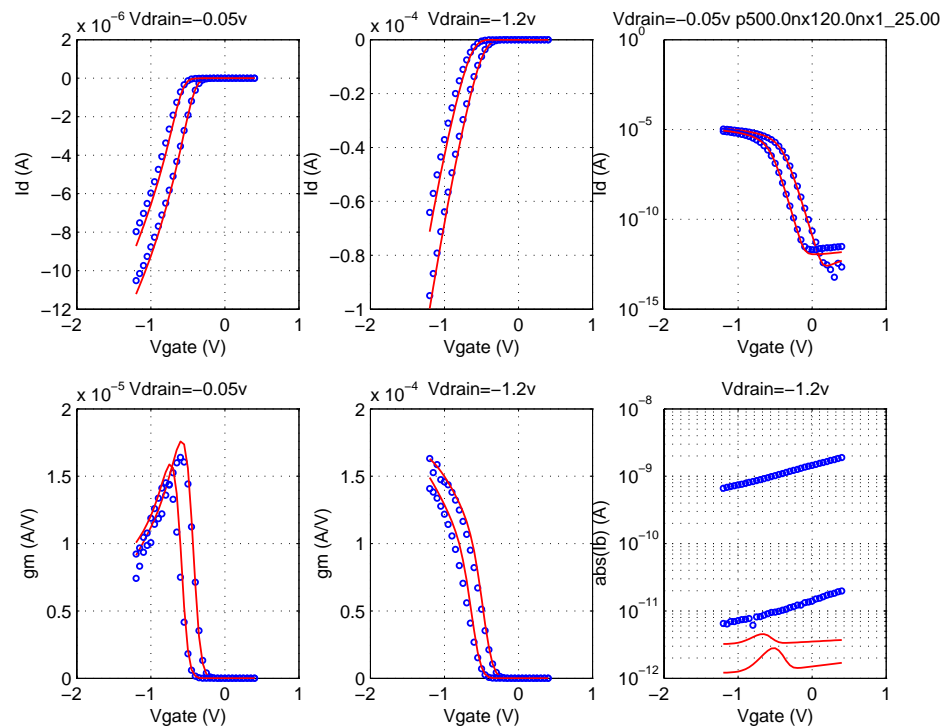 x 10−6 Vdrain=−0.05v
2
0
−2
−4
−6
−8
−10
−12
−2 −1 0 1
Vgate (V)
Id (A)
x 10−4 Vdrain=−1.2v
0
−0.2
−0.4
−0.6
−0.8
−1
−2 −1 0 1
Vgate (V)
Id (A)
Vdrain=−0.05v p500.0nx120.0nx1_25.00
10^0
10^−5
10^−10
10^−15
−2 −1 0 1
Vgate (V)
Id (A)
x 10−5 Vdrain=−0.05v
2
1.5
1
0.5
0
−2 −1 0 1
Vgate (V)
gm (A/V)
x 10−4 Vdrain=−1.2v
2
1.5
1
0.5
0
−2 −1 0 1
Vgate (V)
gm (A/V)
Vdrain=−1.2v
10^−8
10^−9
10^−10
10^−11
10^−12
−2 −1 0 1
Vgate (V)
abs(Ib) (A)